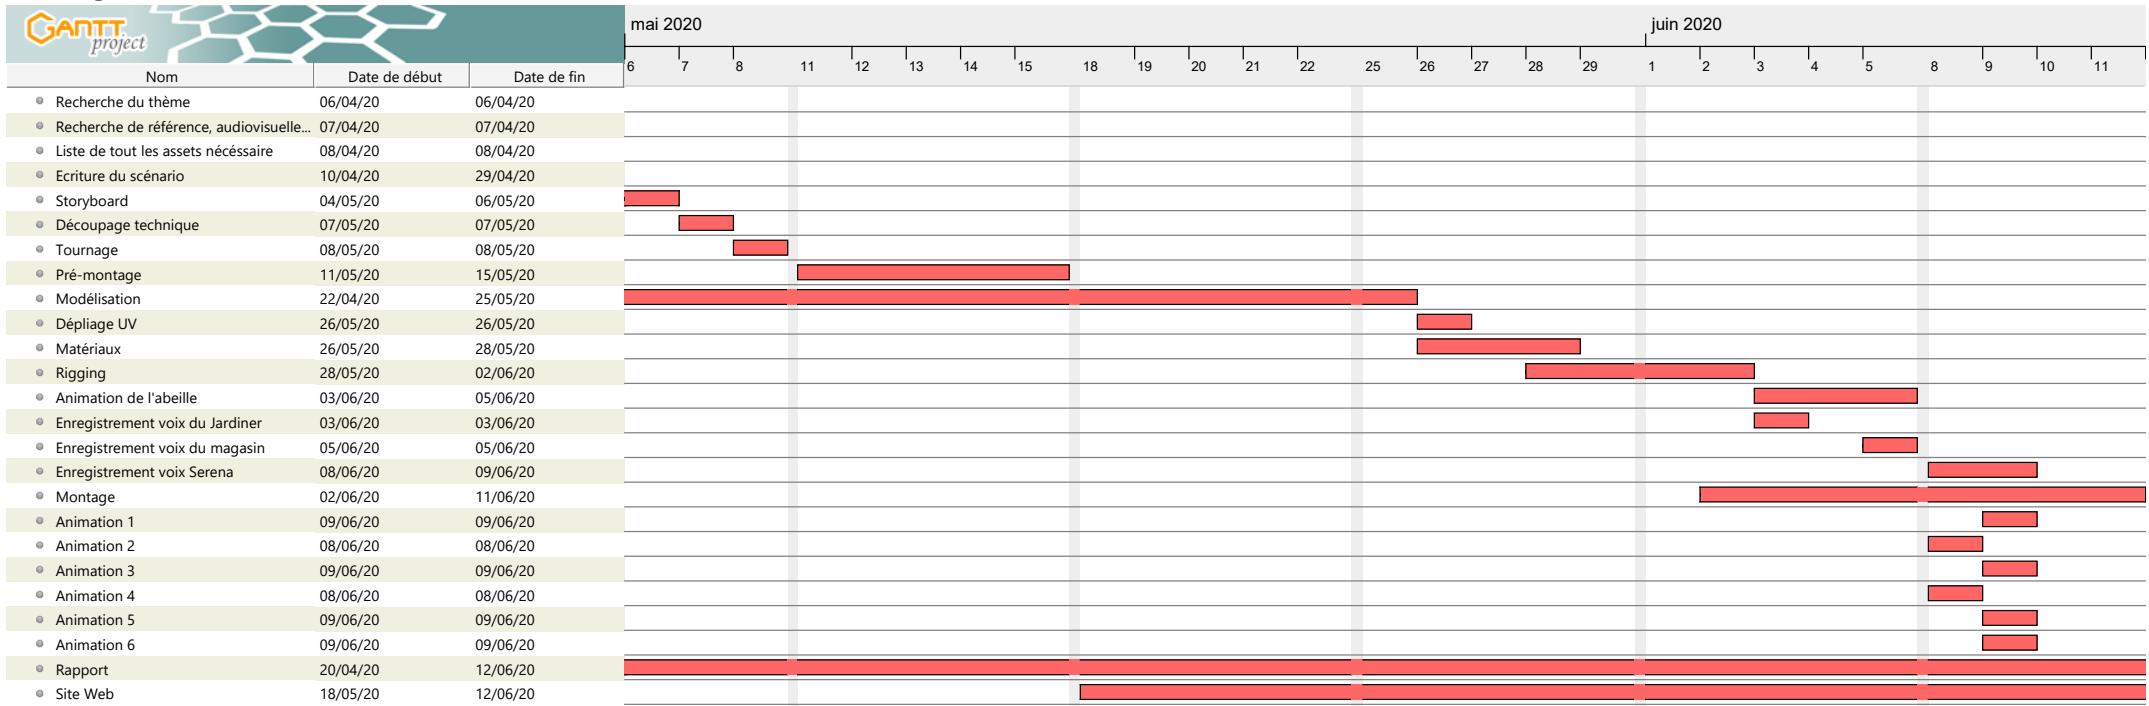 GANTT
project
mai 2020 juin 2020
6 7 8 11 12 13 14 15 18 19 20 21 22 25 26 27 28 29 1 2 3 4 5 8 9 10 11
Nom Date de début Date de fin
Recherche du thème 06/04/20 06/04/20
Recherche de référence, audiovisuelle... 07/04/20 07/04/20
Liste de tout les assets nécéssaire 08/04/20 08/04/20
Ecriture du scénario 10/04/20 29/04/20
Storyboard 04/05/20 06/05/20
Découpage technique 07/05/20 07/05/20
Tournage 08/05/20 08/05/20
Pré-montage 11/05/20 15/05/20
Modélisation 22/04/20 25/05/20
Dépliage UV 26/05/20 26/05/20
Matériaux 26/05/20 28/05/20
Rigging 28/05/20 02/06/20
Animation de l'abeille 03/06/20 05/06/20
Enregistrement voix du Jardiner 03/06/20 03/06/20
Enregistrement voix du magasin 05/06/20 05/06/20
Enregistrement voix Serena 08/06/20 09/06/20
Montage 02/06/20 11/06/20
Animation 1 09/06/20 09/06/20
Animation 2 08/06/20 08/06/20
Animation 3 09/06/20 09/06/20
Animation 4 08/06/20 08/06/20
Animation 5 09/06/20 09/06/20
Animation 6 09/06/20 09/06/20
Rapport 20/04/20 12/06/20
Site Web 18/05/20 12/06/20